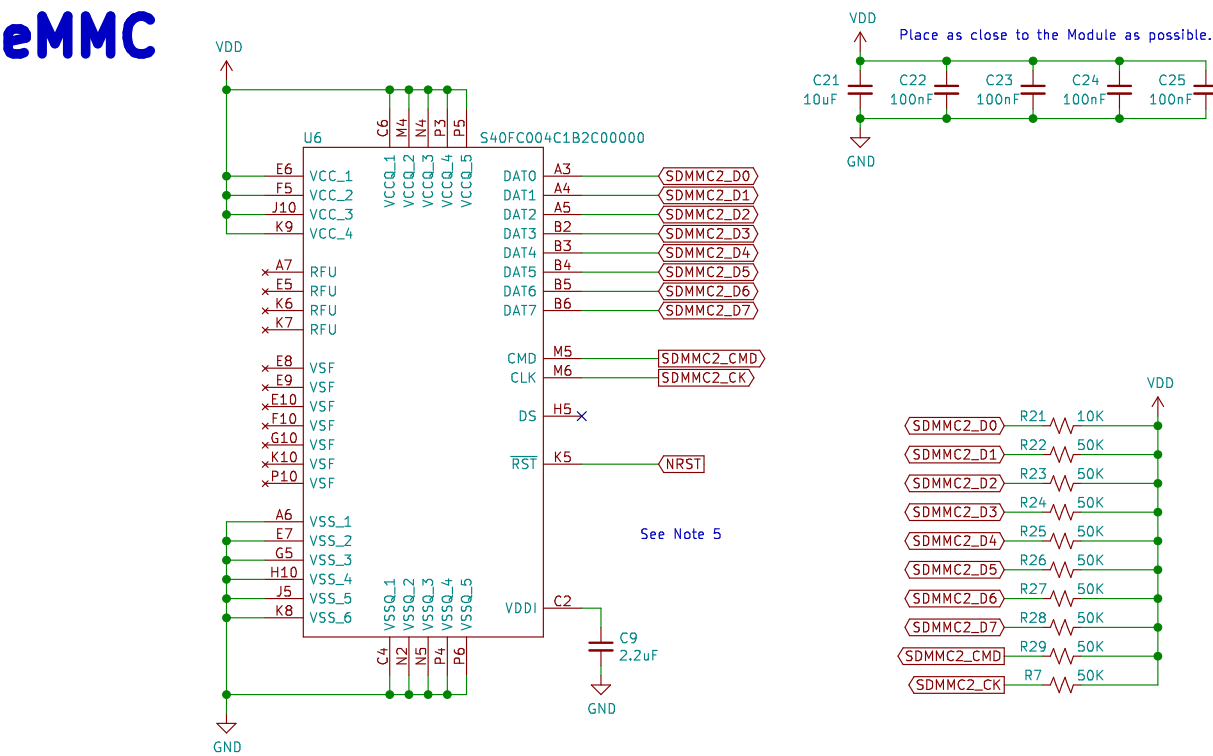 eMMC
VDD
U6
S40FC004C1B2C00000
C6
M4
N4
P3
P5
VCCQ_1
VCCQ_2
VCCQ_3
VCCQ_4
VCCQ_5
E6 VCC_1
F5 VCC_2
J10 VCC_3
K9 VCC_4
A7 RFU
E5 RFU
K6 RFU
K7 RFU
E8 VSF
E9 VSF
E10 VSF
F10 VSF
G10 VSF
K10 VSF
P10 VSF
A6 VSS_1
E7 VSS_2
G5 VSS_3
H10 VSS_4
J5 VSS_5
K8 VSS_6
VSSQ_1
VSSQ_2
VSSQ_3
VSSQ_4
VSSQ_5
C4
N2
N5
P4
P6
GND
DAT0 A3 SDMMC2_D0
DAT1 A4 SDMMC2_D1
DAT2 A5 SDMMC2_D2
DAT3 B2 SDMMC2_D3
DAT4 B3 SDMMC2_D4
DAT5 B4 SDMMC2_D5
DAT6 B5 SDMMC2_D6
DAT7 B6 SDMMC2_D7
CMD M5 SDMMC2_CMD
CLK M6 SDMMC2_CK
DS H5
RST K5 NRST
See Note 5
VDDI C2
C9
2.2uF
GND
VDD
Place as close to the Module as possible.
C21
10uF
C22
100nF
C23
100nF
C24
100nF
C25
100nF
GND
VDD
SDMMC2_D0 R21 10K
SDMMC2_D1 R22 50K
SDMMC2_D2 R23 50K
SDMMC2_D3 R24 50K
SDMMC2_D4 R25 50K
SDMMC2_D5 R26 50K
SDMMC2_D6 R27 50K
SDMMC2_D7 R28 50K
SDMMC2_CMD R29 50K
SDMMC2_CK R7 50K